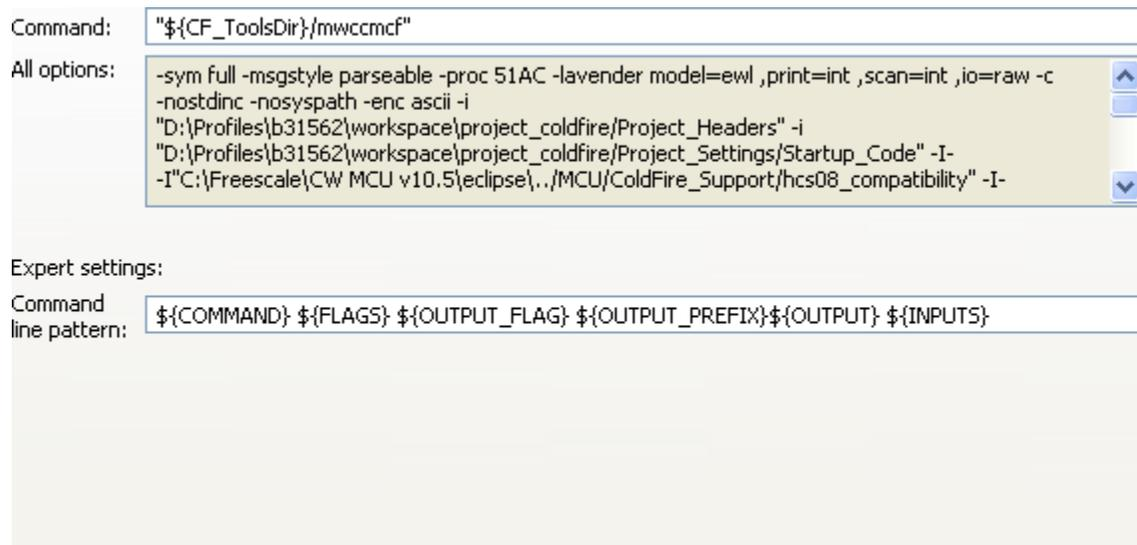 Command: "${CF_ToolsDir}/mwccmcf"
All options: -sym full -msgstyle parseable -proc 51AC -lavender model=ewl ,print=int ,scan=int ,io=raw -c
-nostdinc -nosyspath -enc ascii -i
"D:\Profiles\b31562\workspace\project_coldfire/Project_Headers" -i
"D:\Profiles\b31562\workspace\project_coldfire/Project_Settings/Startup_Code" -I-
-I"C:\Freescale\CW MCU v10.5\eclipse\../MCU/ColdFire_Support/hcs08_compatibility" -I-
Expert settings:
Command
line pattern: ${COMMAND} ${FLAGS} ${OUTPUT_FLAG} ${OUTPUT_PREFIX}${OUTPUT} ${INPUTS}